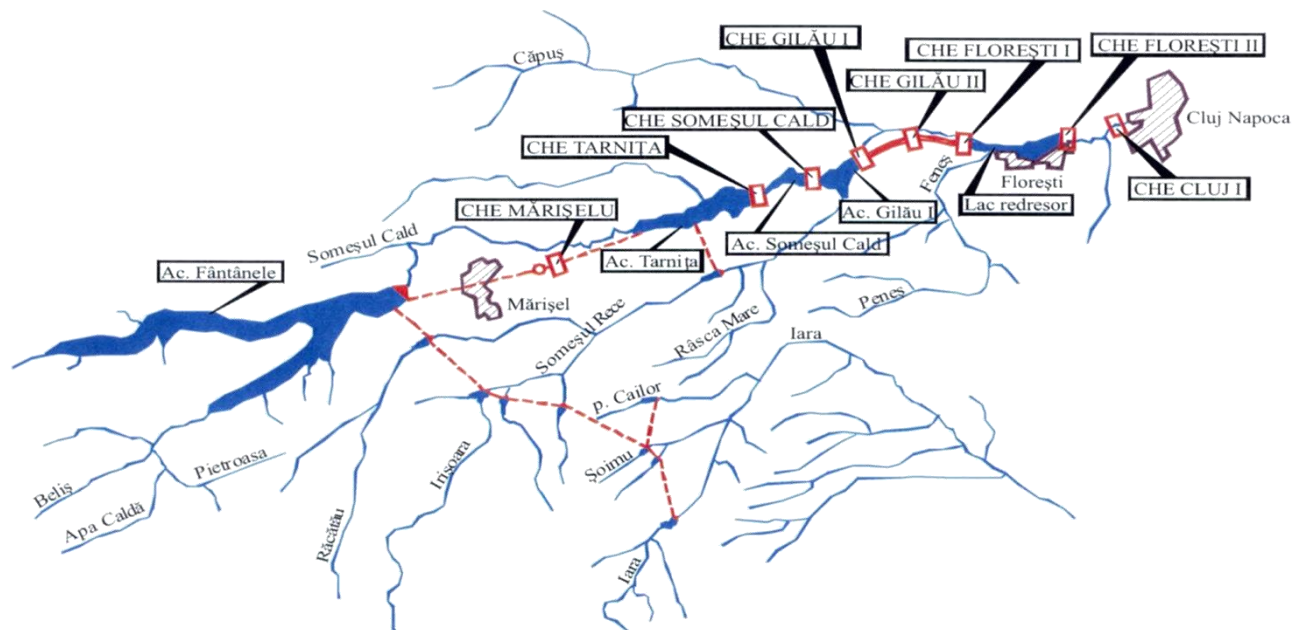 Căpuş
CHE GILĂU I
CHE FLOREŞTI I
CHE FLOREŞTI II
CHE GILĂU II
CHE SOMEŞUL CALD
Cluj Napoca
CHE TARNIŢA
Feneş
Floreşti
CHE CLUJ I
Lac redresor
CHE MĂRIŞELU
Ac. Gilău I
Someşul Cald
Ac. Someşul Cald
Ac. Tarniţa
Ac. Fântânele
Mărişel
Peneş
Someşul Rece
Râsca Mare
Iara
p. Cailor
Pietroasa
Irişoara
Şoimu
Beliş
Apa Caldă
Răcătău
Iara